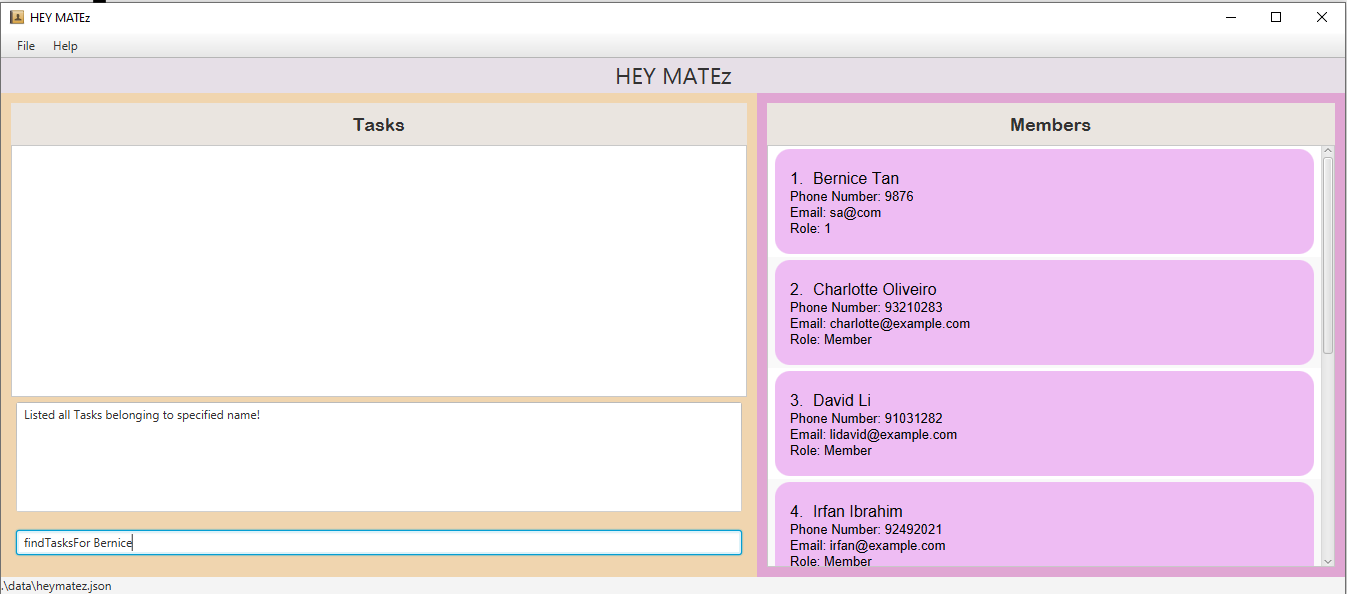 HEY MATEz
File Help
HEY MATEz
Tasks
Listed all Tasks belonging to specified name!
findTasksFor Bernice
Members
1. Bernice Tan
Phone Number: 9876
Email: sa@com
Role: 1
2. Charlotte Oliveiro
Phone Number: 93210283
Email: charlotte@example.com
Role: Member
3. David Li
Phone Number: 91031282
Email: lidavid@example.com
Role: Member
4. Irfan Ibrahim
Phone Number: 92492021
Email: irfan@example.com
Role: Member
.\data\heymatez.json